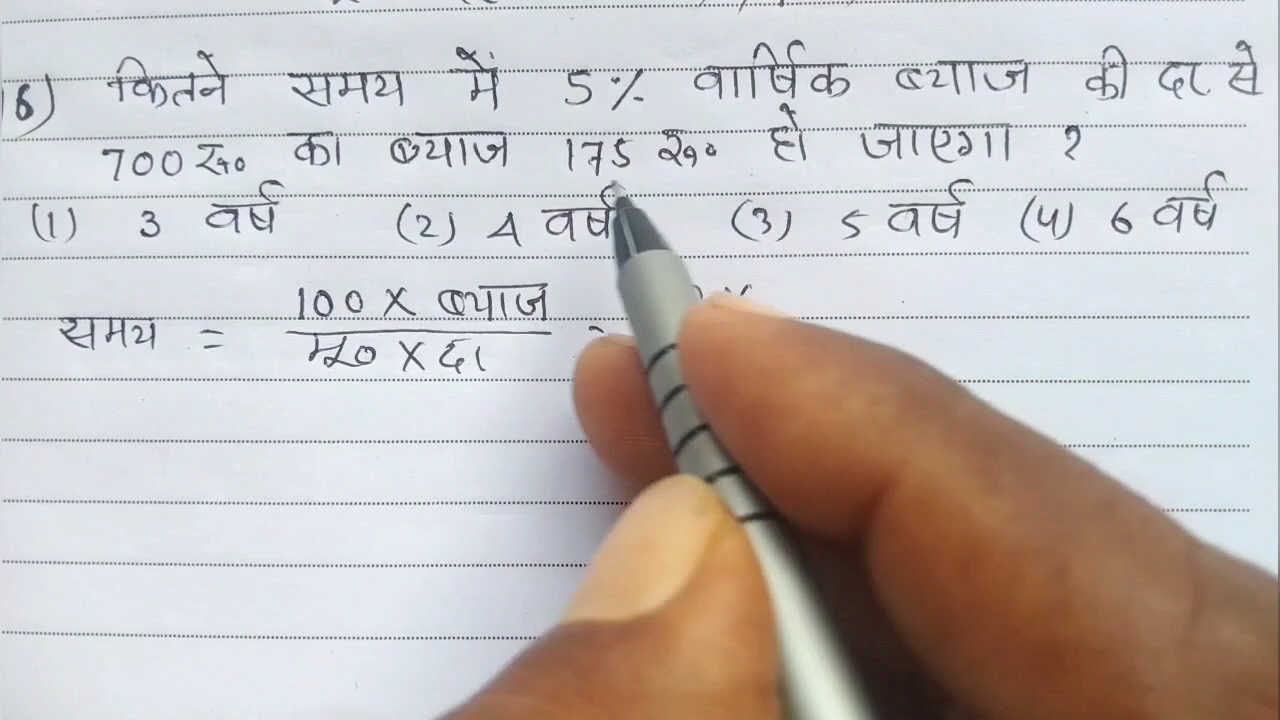 6) कितने समय में 5% वार्षिक ब्याज की दर से
700 रु० का ब्याज 175 रु० हो जाएगा ?
(1) 3 वर्ष (2) 4 वर्ष (3) 5 वर्ष (4) 6 वर्ष
समय = 100 × ब्याज / मू० × दर =